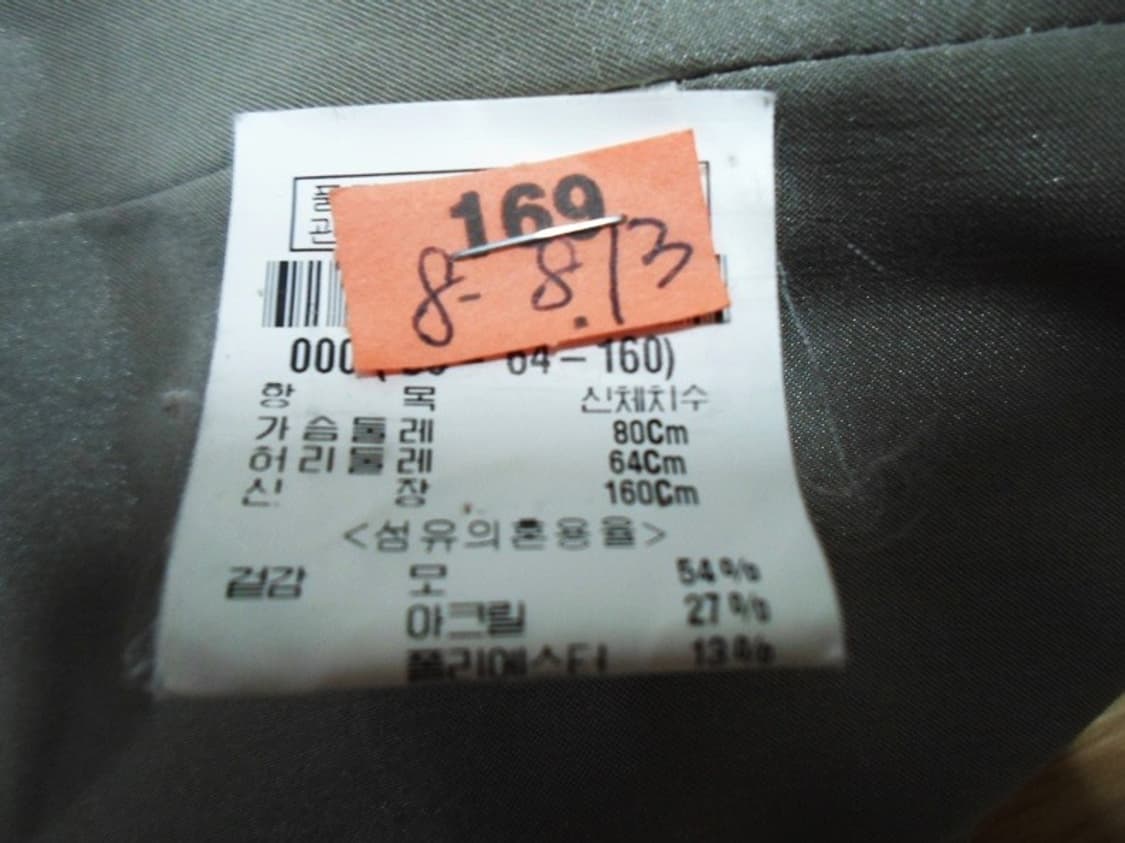 169
8- 8.13
64-160)
항 목 신체치수
가슴둘레 80Cm
허리둘레 64Cm
신 장 160Cm
<섬유의혼용율>
겉감 모 54%
아크릴 27%
폴리에스터 13%